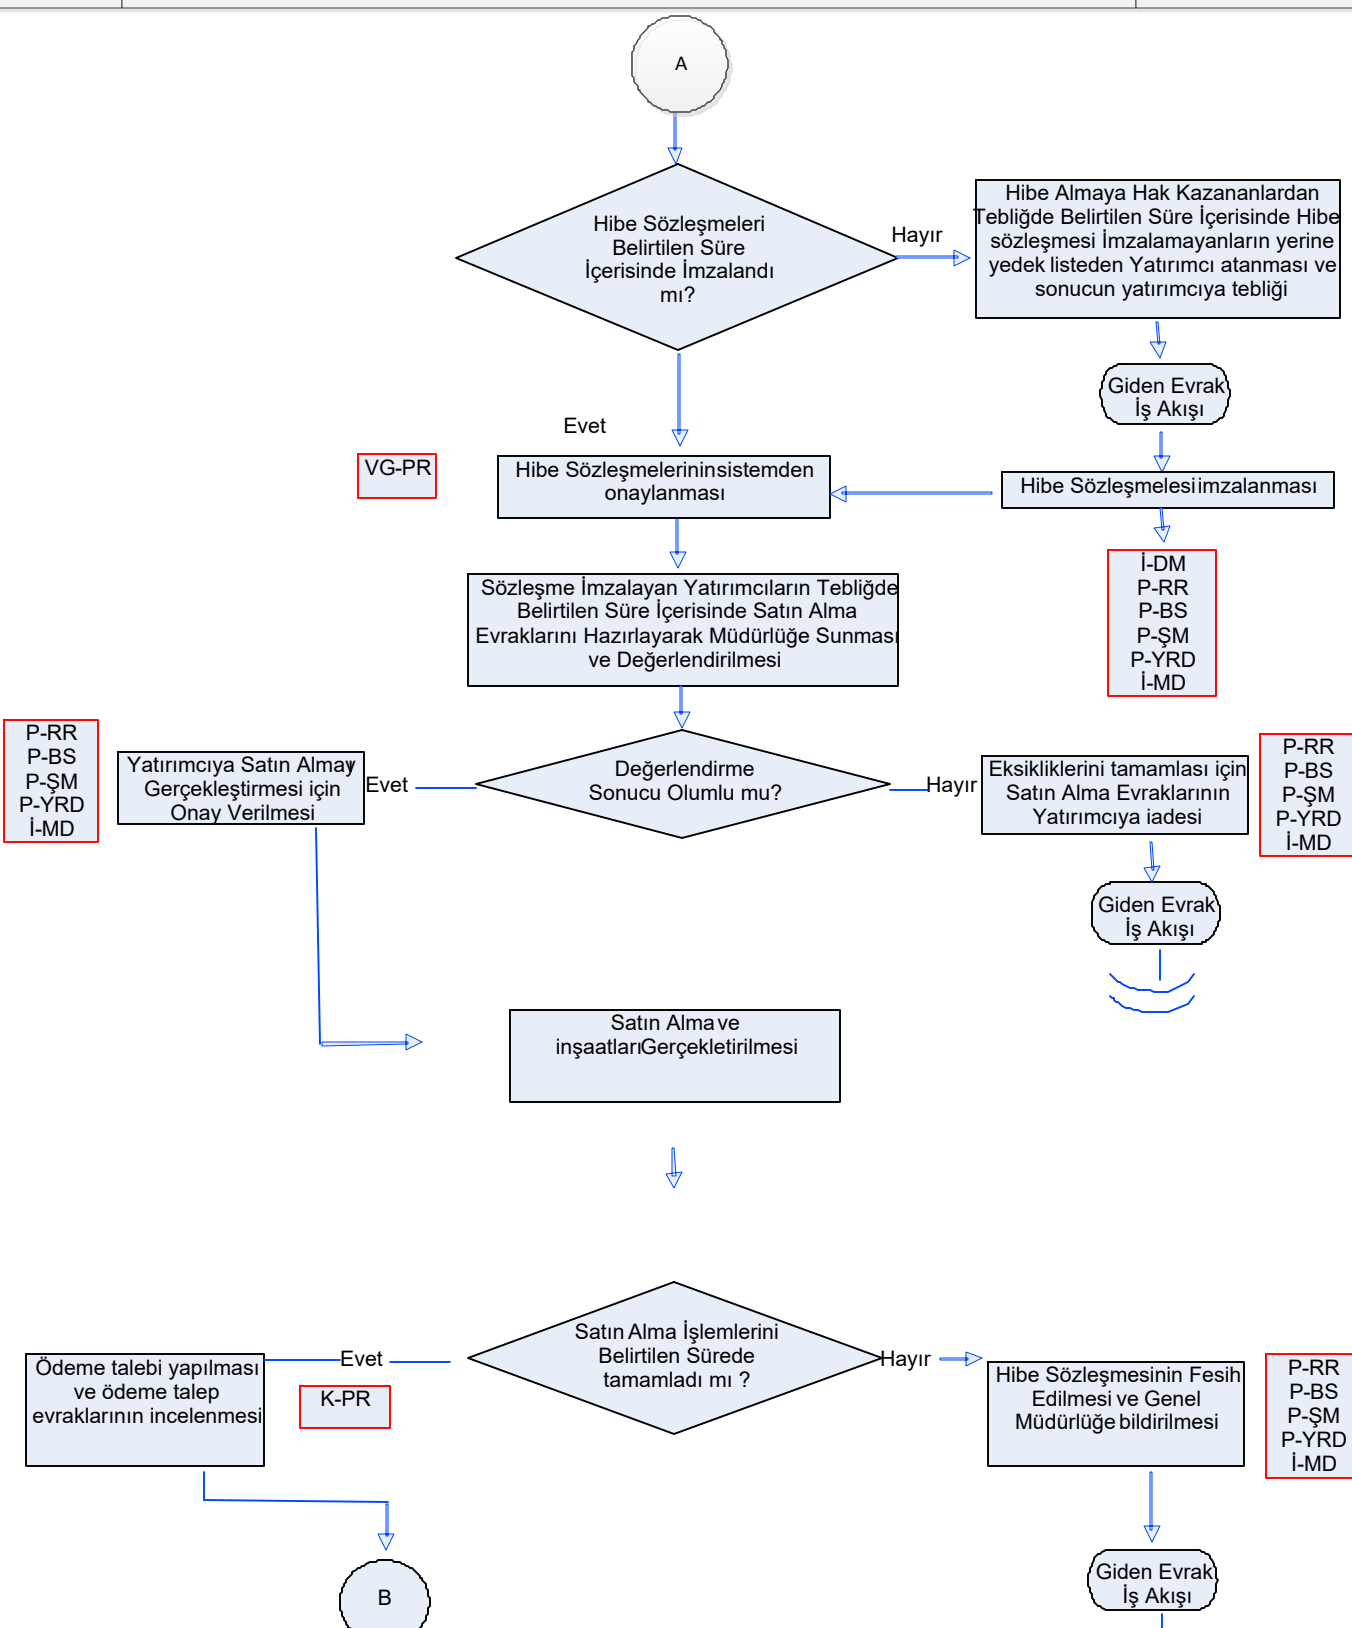 A
Hibe Sözleşmeleri
Belirtilen Süre
İçerisinde İmzalandı
mı?
Hayır
Hibe Almaya Hak Kazananlardan
Tebliğde Belirtilen Süre İçerisinde Hibe
sözleşmesi İmzalamayanların yerine
yedek listeden Yatırımcı atanması ve
sonucun yatırımcıya tebliği
Giden Evrak
İş Akışı
Evet
VG-PR
Hibe Sözleşmelerininsistemden
onaylanması
Hibe Sözleşmelesiimzalanması
İ-DM
P-RR
P-BS
P-ŞM
P-YRD
İ-MD
Sözleşme İmzalayan Yatırımcıların Tebliğde
Belirtilen Süre İçerisinde Satın Alma
Evraklarını Hazırlayarak Müdürlüğe Sunması
ve Değerlendirilmesi
P-RR
P-BS
P-ŞM
P-YRD
İ-MD
Yatırımcıya Satın Almay
Gerçekleştirmesi için
Onay Verilmesi
Evet
Değerlendirme
Sonucu Olumlu mu?
Hayır
Eksikliklerini tamamlası için
Satın Alma Evraklarının
Yatırımcıya iadesi
P-RR
P-BS
P-ŞM
P-YRD
İ-MD
Giden Evrak
İş Akışı
Satın Alma ve
inşaatlarıGerçekletirilmesi
Satın Alma İşlemlerini
Belirtilen Sürede
tamamladı mı ?
Evet
K-PR
Ödeme talebi yapılması
ve ödeme talep
evraklarının incelenmesi
Hayır
Hibe Sözleşmesinin Fesih
Edilmesi ve Genel
Müdürlüğe bildirilmesi
P-RR
P-BS
P-ŞM
P-YRD
İ-MD
B
Giden Evrak
İş Akışı